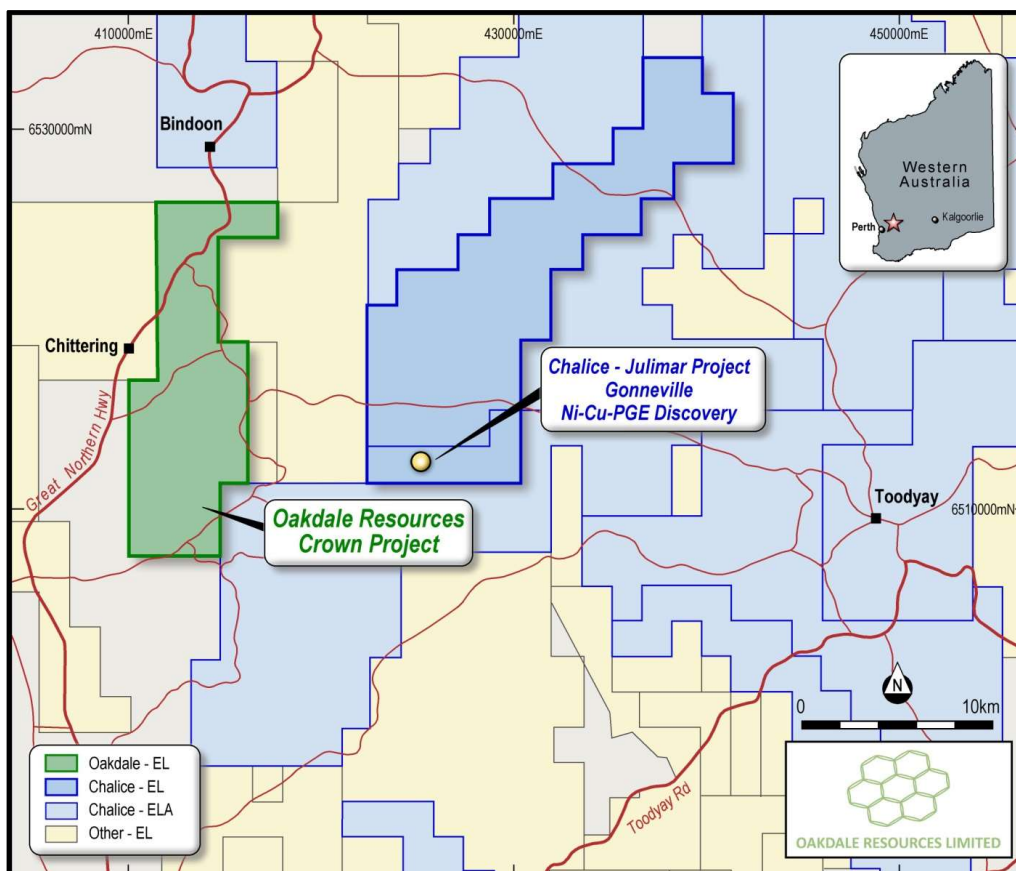 410000mE
430000mE
450000mE
6530000mN
Bindoon
Western
Australia
Kalgoorlie
Perth
Chittering
Chalice - Julimar Project
Gonneville
Ni-Cu-PGE Discovery
Great Northern Hwy
Toodyay
6510000mN
Oakdale Resources
Crown Project
N
0 10km
Oakdale - EL
Chalice - EL
Chalice - ELA
Other - EL
Toodyay Rd
OAKDALE RESOURCES LIMITED